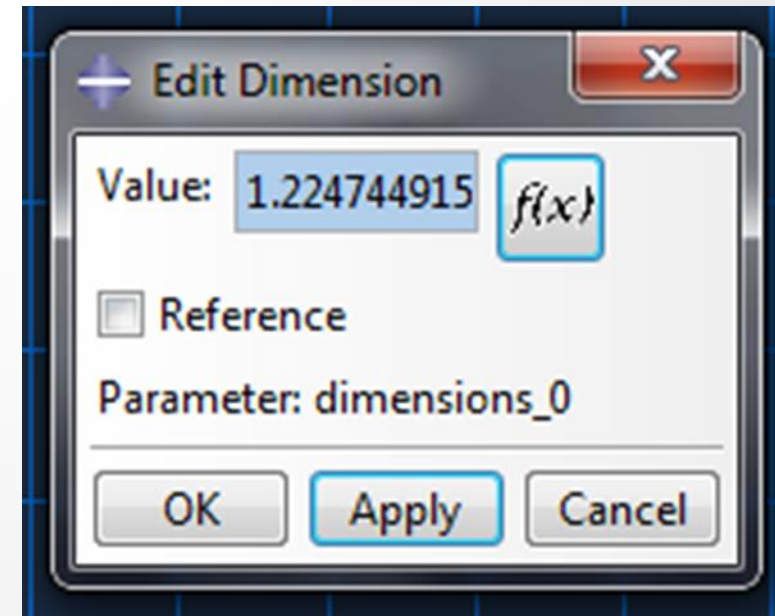 Edit Dimension
Value: 1.224744915 f(x)
Reference
Parameter: dimensions_0
OK Apply Cancel